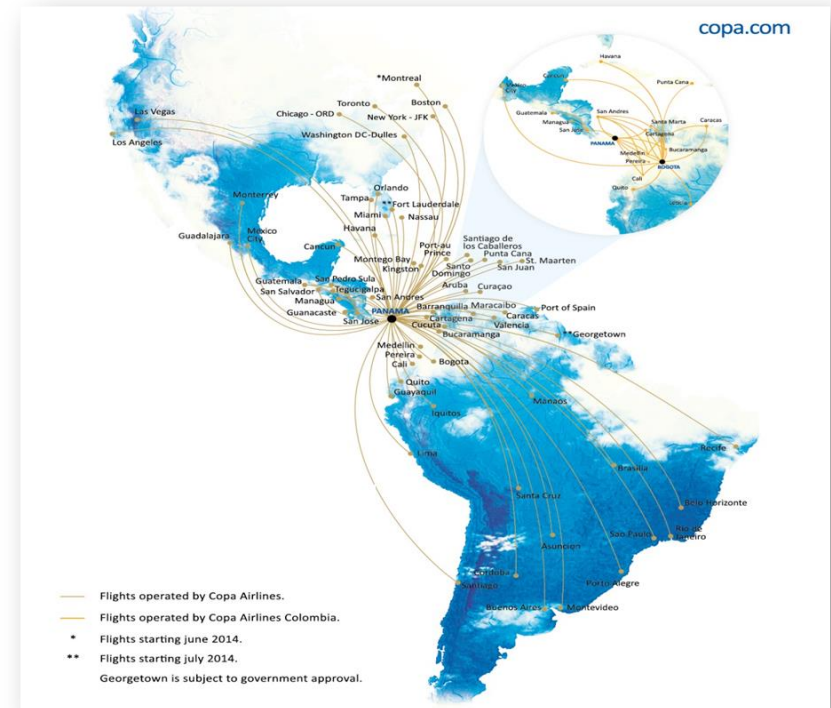 copa.com
*Montreal
Toronto
Boston
Chicago - ORD
New York - JFK
Washington DC-Dulles
Las Vegas
Los Angeles
Orlando
Tampa
**Fort Lauderdale
Miami
Nassau
Havana
Monterrey
Guadalajara
Mexico
City
Cancun
Montego Bay
Kingston
Port-au
Prince
Santiago de
los Caballeros
Punta Cana
Santo
Domingo
San Juan
St. Maarten
Guatemala
San Pedro Sula
San Salvador
Tegucigalpa
Managua
Guanacaste
San Jose
San Andres
PANAMA
Aruba
Curaçao
Barranquilla
Maracaibo
Cartagena
Caracas
Port of Spain
Cucuta
Valencia
Bucaramanga
**Georgetown
Medellin
Pereira
Cali
Bogota
Quito
Guayaquil
Iquitos
Manaos
Lima
Recife
Brasilia
Santa Cruz
Belo Horizonte
Sao Paulo
Rio de
Janeiro
Asuncion
Cordoba
Porto Alegre
Santiago
Buenos Aires
Montevideo
Havana
Cancun
City
Punta Cana
Guatemala
San Andres
Managua
San Jose
Santa Marta
Caracas
Cartagena
PANAMA
Medellin
Bucaramanga
Pereira
BOGOTA
Cali
Quito
Flights operated by Copa Airlines.
Flights operated by Copa Airlines Colombia.
* Flights starting june 2014.
** Flights starting july 2014.
Georgetown is subject to government approval.